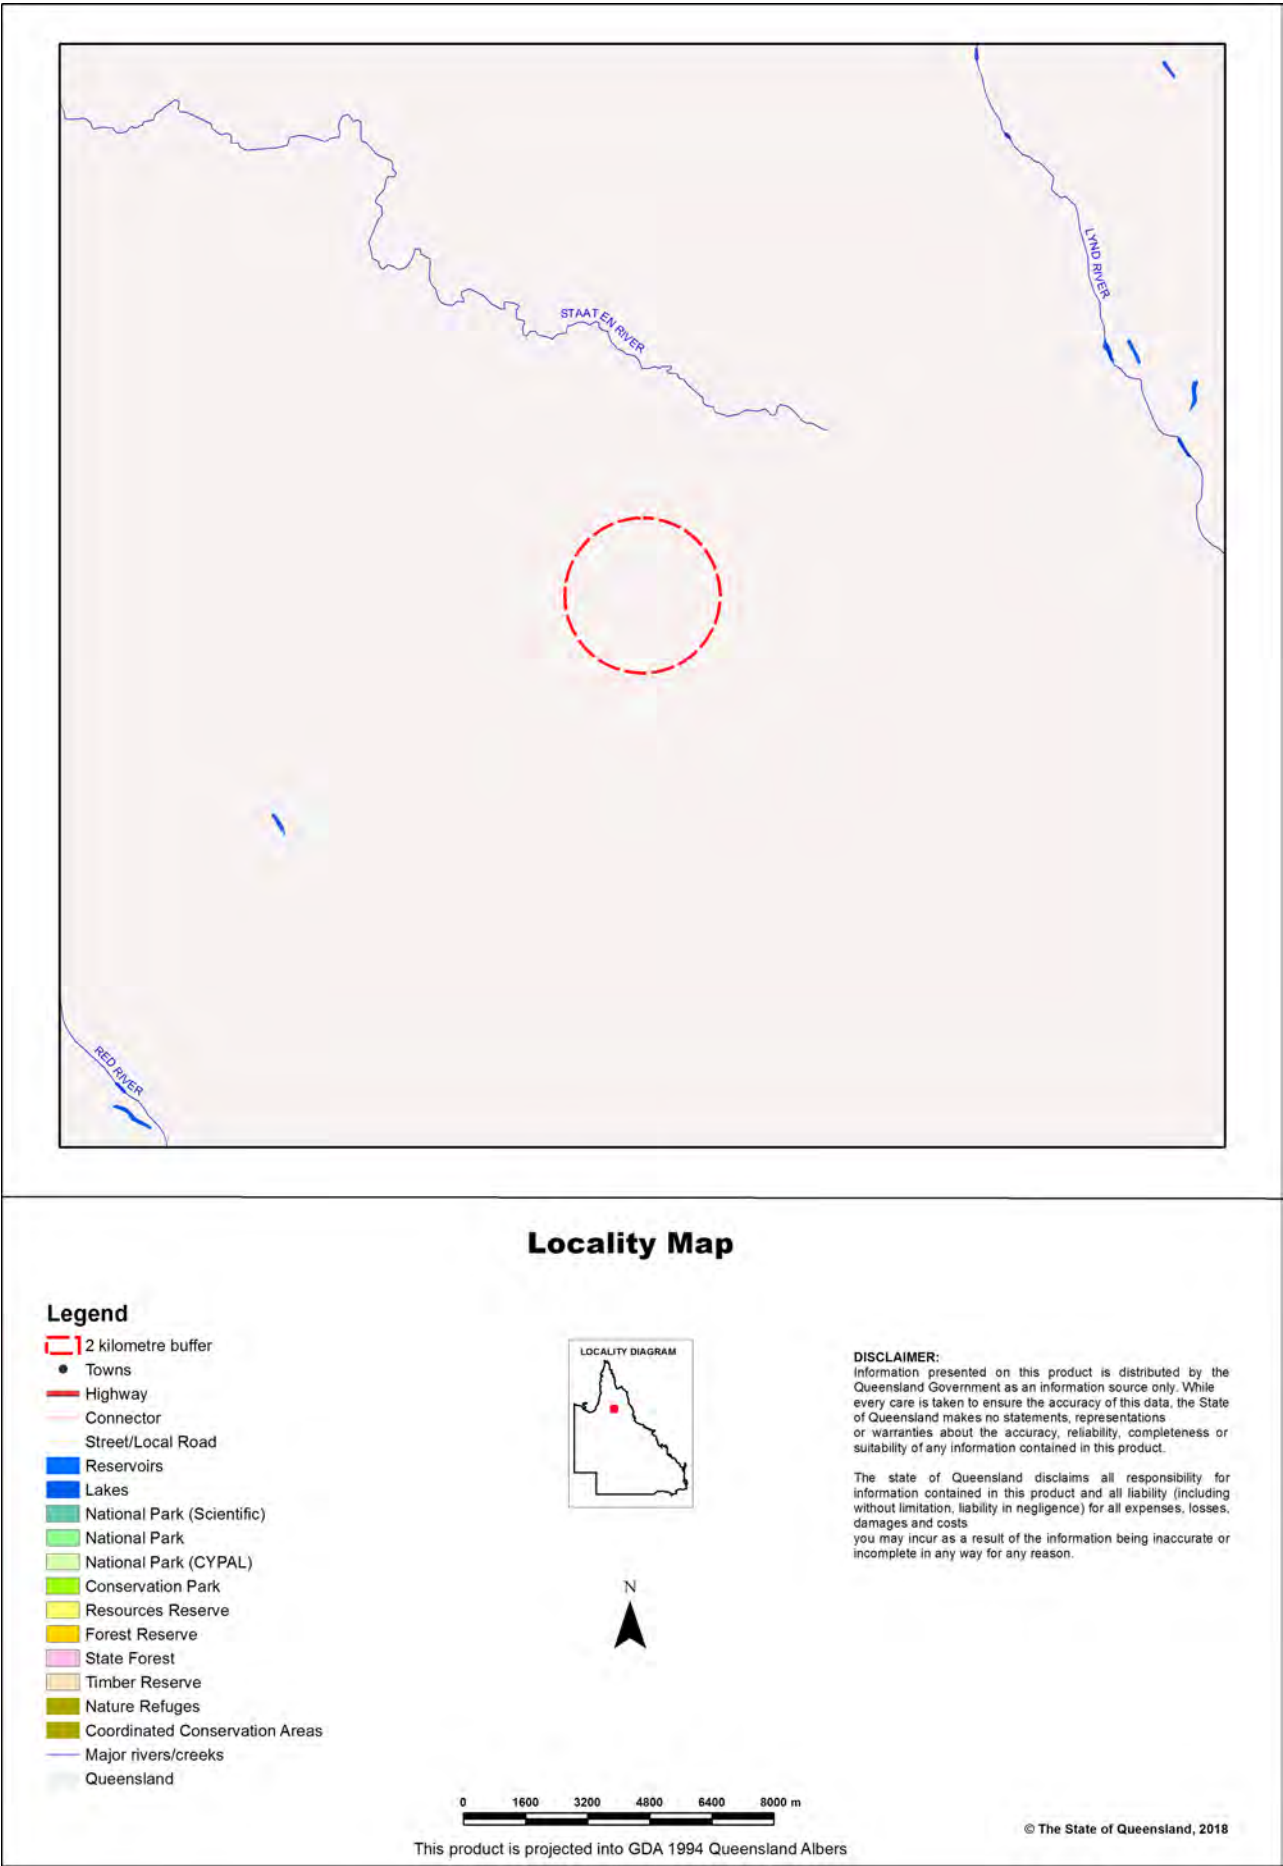 LYND RIVER
STAAT EN RIVER
RED RIVER
Locality Map
Legend
2 kilometre buffer
Towns
Highway
Connector
Street/Local Road
Reservoirs
Lakes
National Park (Scientific)
National Park
National Park (CYPAL)
Conservation Park
Resources Reserve
Forest Reserve
State Forest
Timber Reserve
Nature Refuges
Coordinated Conservation Areas
Major rivers/creeks
Queensland
LOCALITY DIAGRAM
N
0 1600 3200 4800 6400 8000 m
This product is projected into GDA 1994 Queensland Albers
DISCLAIMER:
Information presented on this product is distributed by the
Queensland Government as an information source only. While
every care is taken to ensure the accuracy of this data, the State
of Queensland makes no statements, representations
or warranties about the accuracy, reliability, completeness or
suitability of any information contained in this product.
The state of Queensland disclaims all responsibility for
information contained in this product and all liability (including
without limitation, liability in negligence) for all expenses, losses,
damages and costs
you may incur as a result of the information being inaccurate or
incomplete in any way for any reason.
© The State of Queensland, 2018